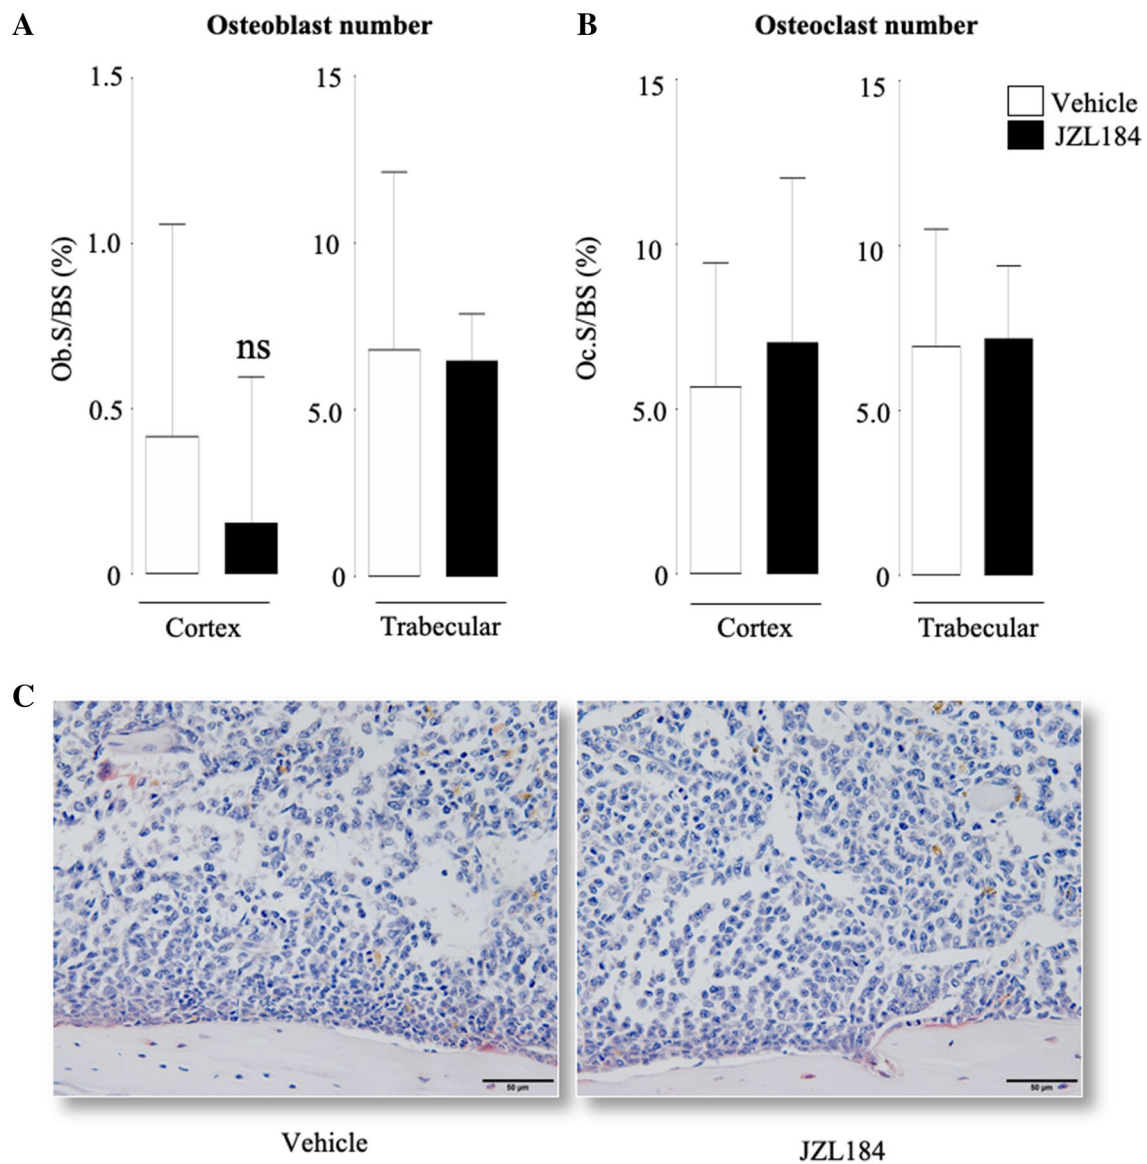 A
Osteoblast number
Ob.S/BS (%)
1.5
1.0
0.5
0
ns
Cortex
15
10
5.0
0
Trabecular
B
Osteoclast number
Oc.S/BS (%)
15
10
5.0
0
Cortex
15
10
5.0
0
Trabecular
Vehicle
JZL184
C
50 µm
50 µm
Vehicle
JZL184